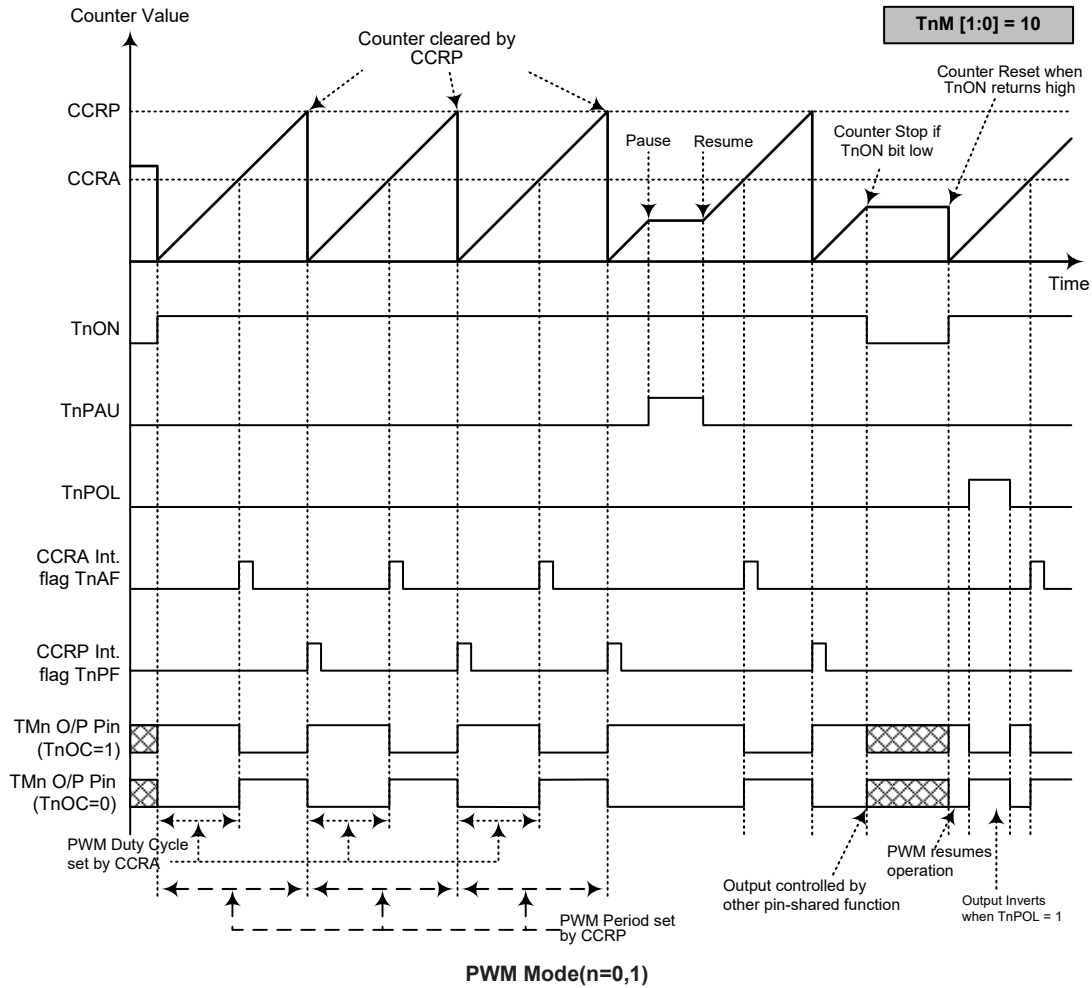 Counter Value
TnM [1:0] = 10
Counter cleared by
CCRP
Counter Reset when
TnON returns high
CCRP
Counter Stop if
TnON bit low
Pause
Resume
CCRA
Time
TnON
TnPAU
TnPOL
CCRA Int.
flag TnAF
CCRP Int.
flag TnPF
TMn O/P Pin
(TnOC=1)
TMn O/P Pin
(TnOC=0)
PWM Duty Cycle
set by CCRA
PWM resumes
operation
Output controlled by
other pin-shared function
Output Inverts
when TnPOL = 1
PWM Period set
by CCRP
PWM Mode(n=0,1)